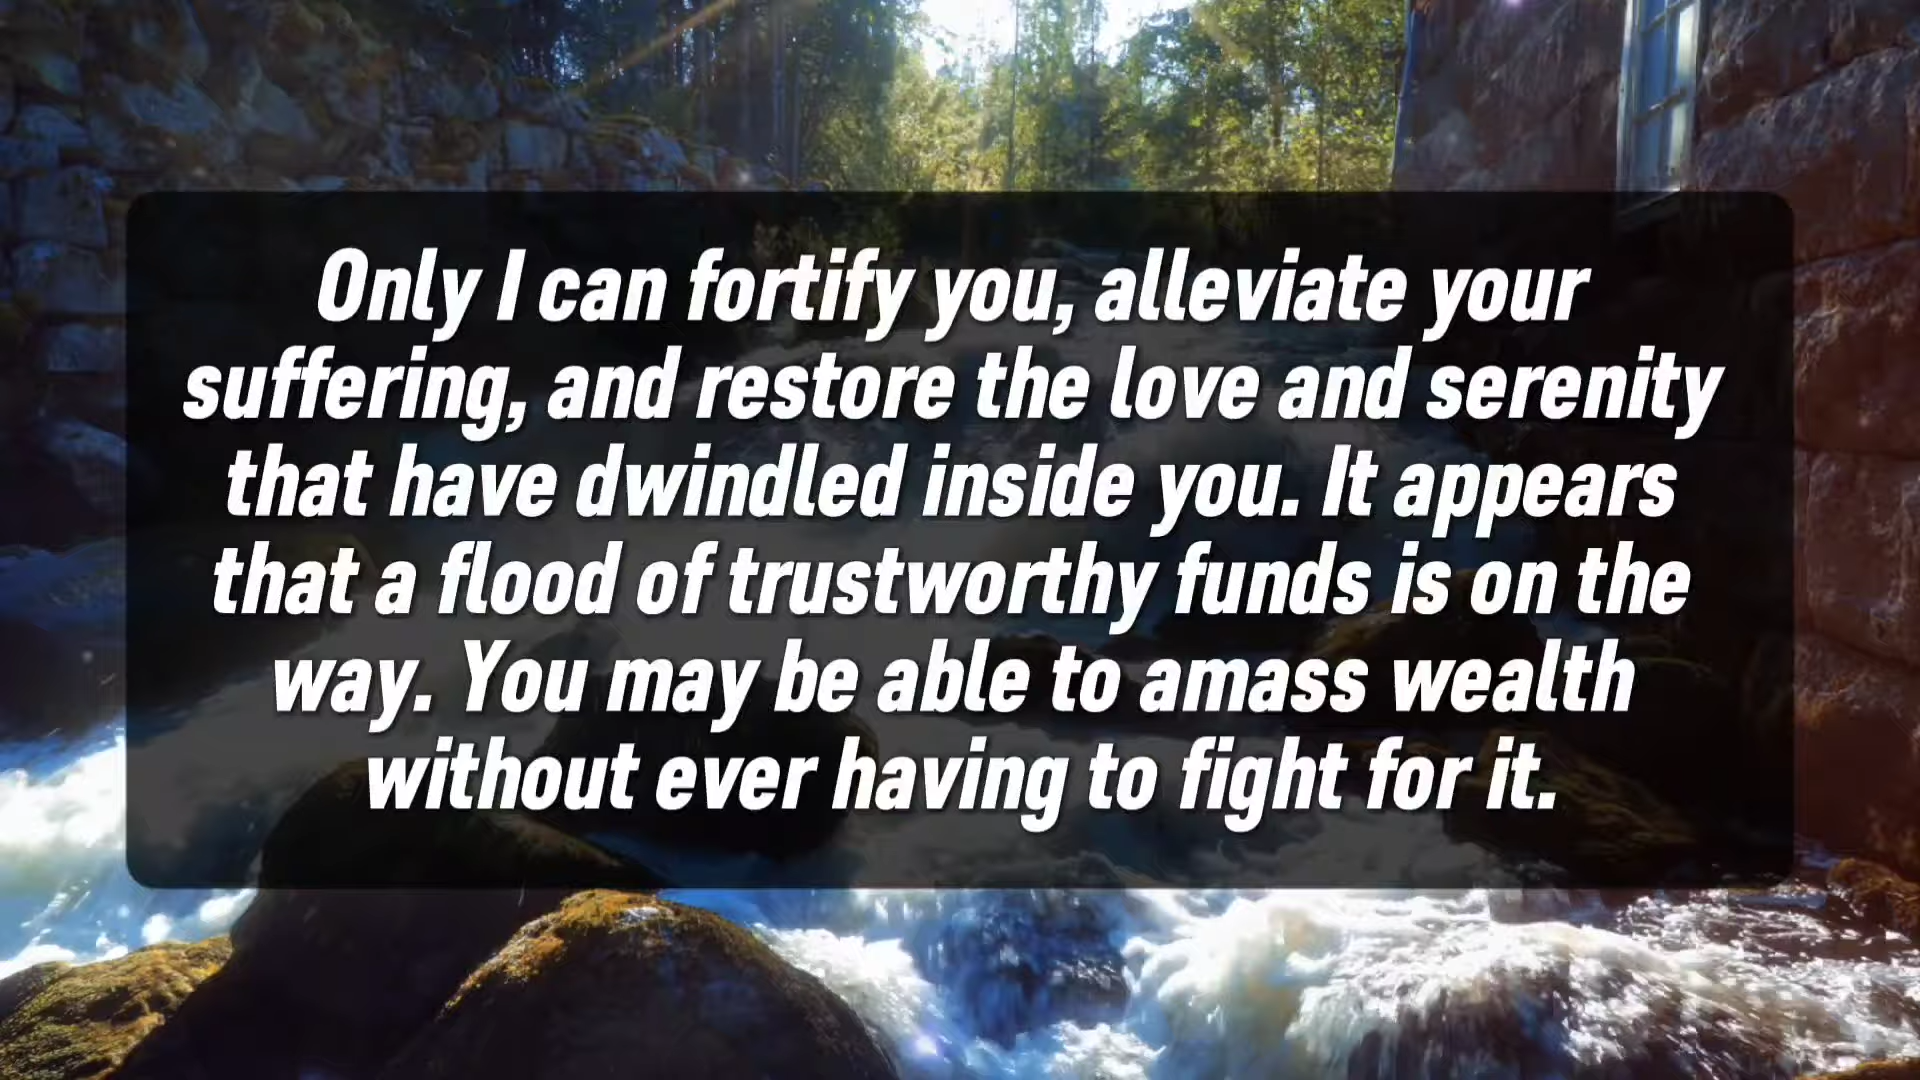 Only I can fortify you, alleviate your
suffering, and restore the love and serenity
that have dwindled inside you. It appears
that a flood of trustworthy funds is on the
way. You may be able to amass wealth
without ever having to fight for it.